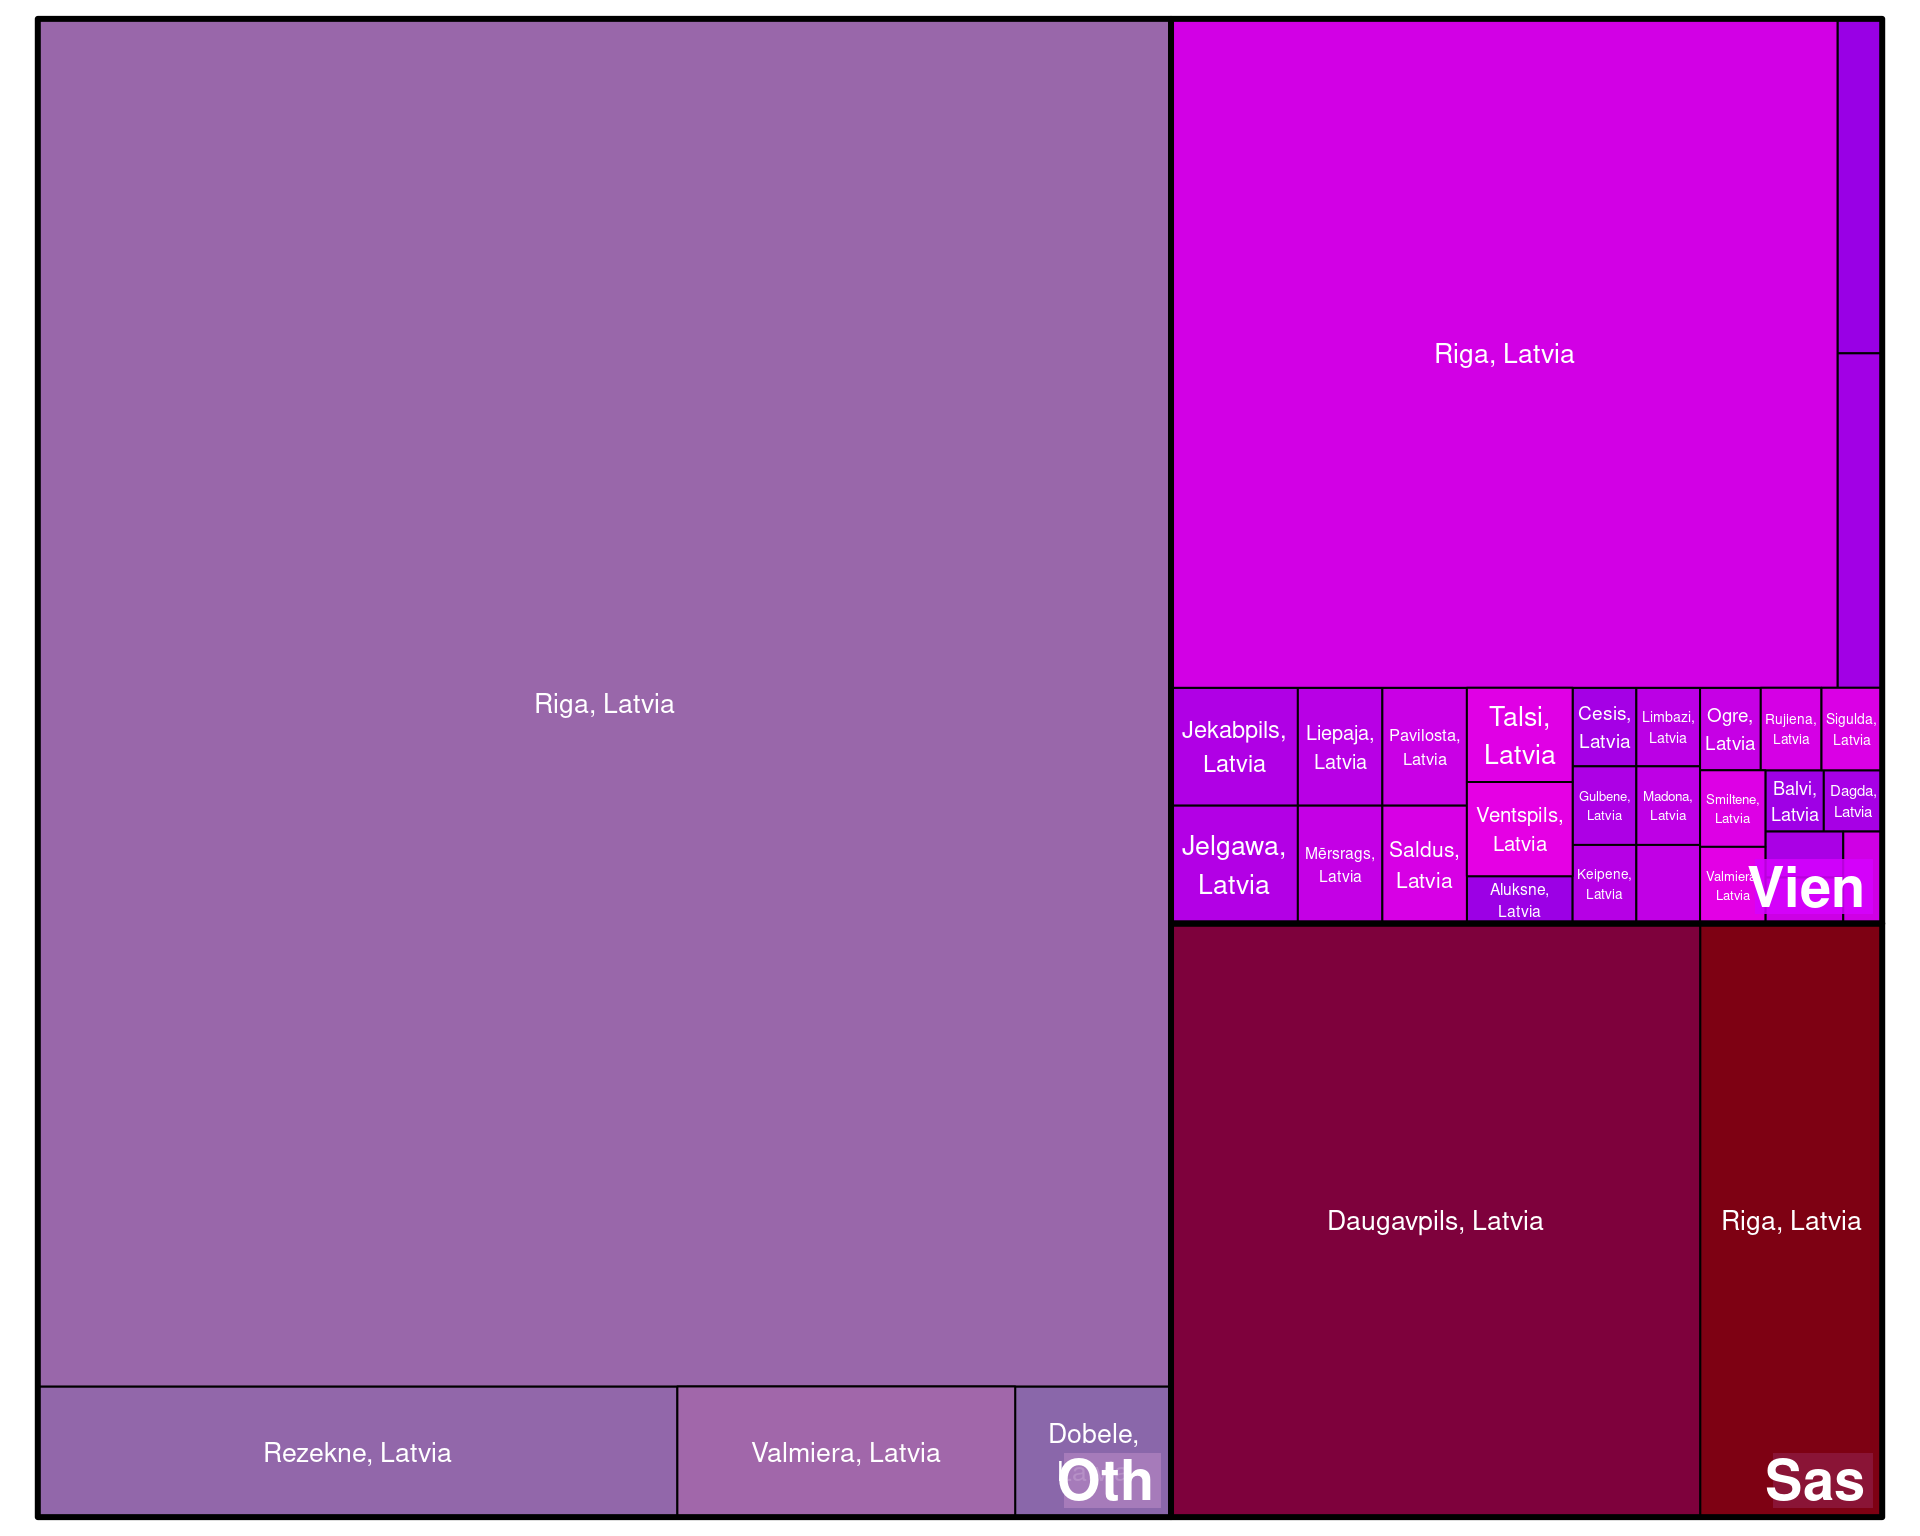 Riga, Latvia
Rezekne, Latvia
Valmiera, Latvia
Dobele,
Oth
Riga, Latvia
Jekabpils,
Latvia
Liepaja,
Latvia
Pavilosta,
Latvia
Talsi,
Latvia
Cesis,
Latvia
Limbazi,
Latvia
Ogre,
Latvia
Rujiena,
Latvia
Sigulda,
Latvia
Jelgawa,
Latvia
Mērsrags,
Latvia
Saldus,
Latvia
Ventspils,
Latvia
Aluksne,
Latvia
Gulbene,
Latvia
Madona,
Latvia
Keipene,
Latvia
Smiltene,
Latvia
Balvi,
Latvia
Dagda,
Latvia
Valmiera,
Latvia
Vien
Daugavpils, Latvia
Riga, Latvia
Sas